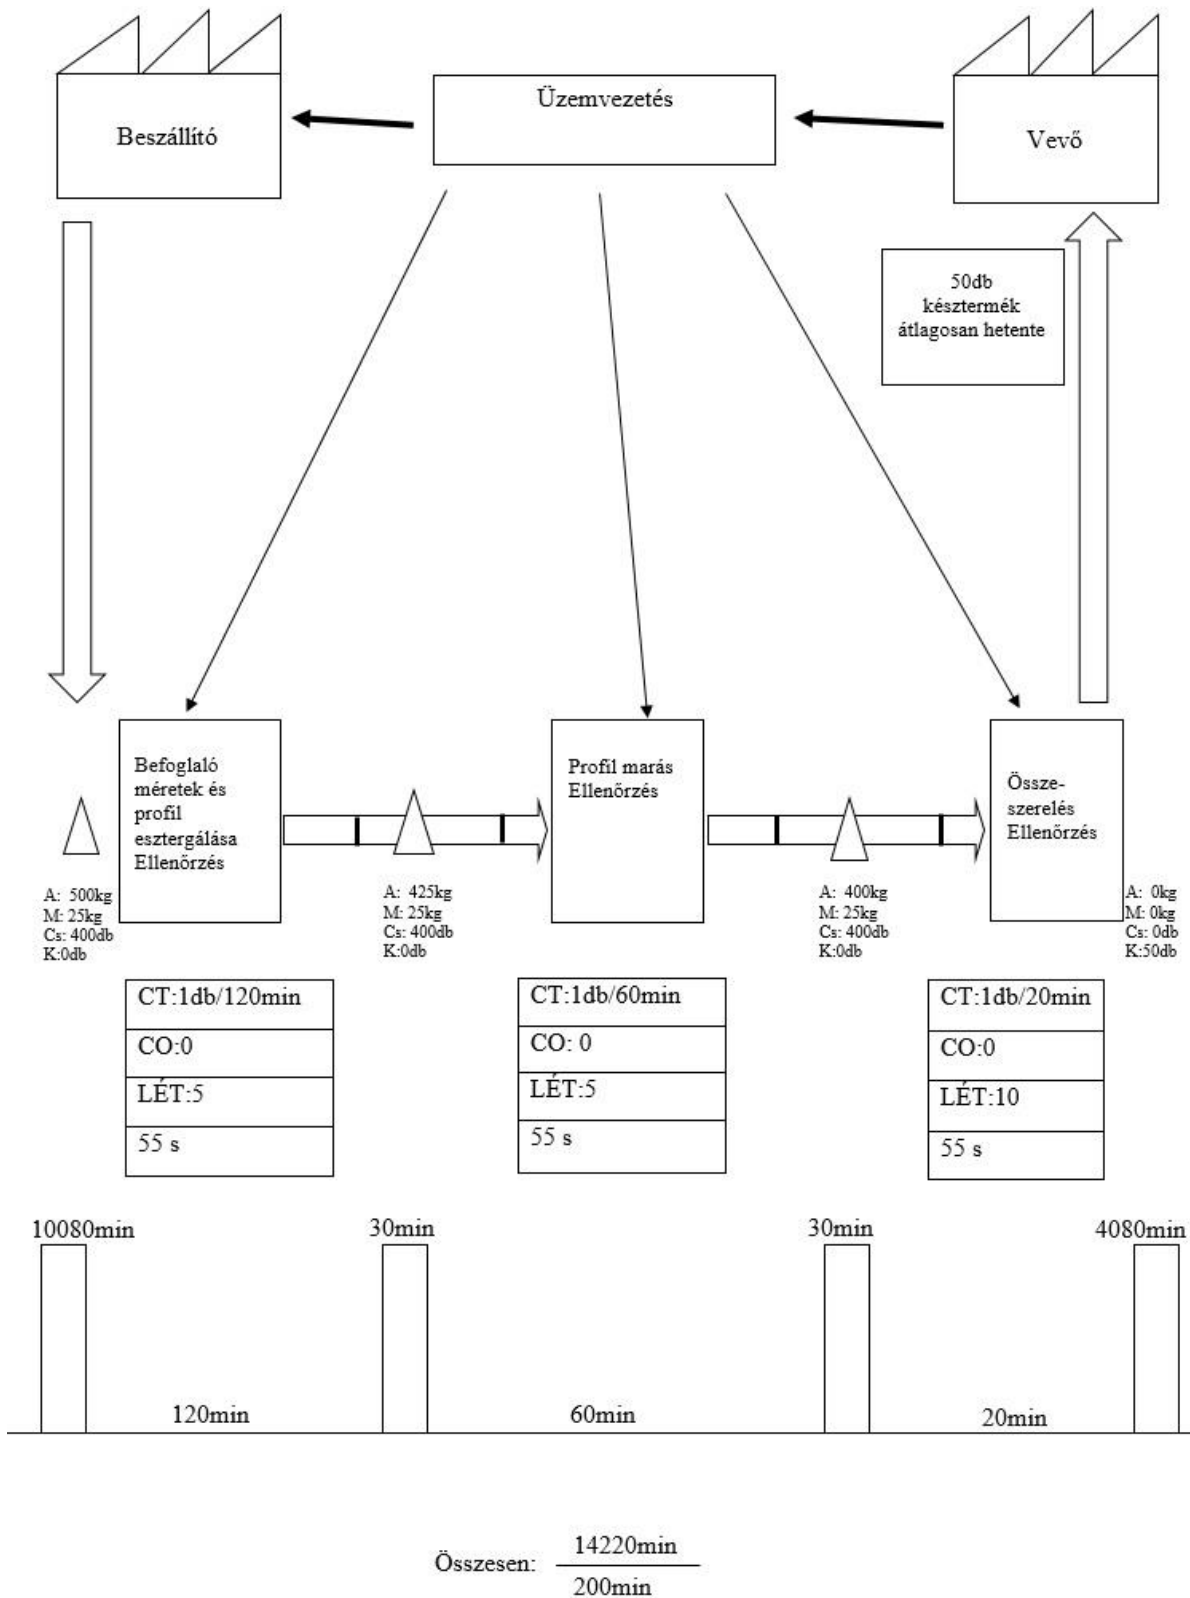 Beszállító
Üzemvezetés
Vevő
50db
késztermék
átlagosan hetente
Befoglaló
méretek és
profil
esztergálása
Ellenőrzés
Profil marás
Ellenőrzés
Össze-
szerelés
Ellenőrzés
A: 500kg
M: 25kg
Cs: 400db
K:0db
A: 425kg
M: 25kg
Cs: 400db
K:0db
A: 400kg
M: 25kg
Cs: 400db
K:0db
A: 0kg
M: 0kg
Cs: 0db
K:50db
CT:1db/120min
CO:0
LÉT:5
55 s
CT:1db/60min
CO: 0
LÉT:5
55 s
CT:1db/20min
CO:0
LÉT:10
55 s
10080min
30min
30min
4080min
120min
60min
20min
Összesen:
14220min
200min